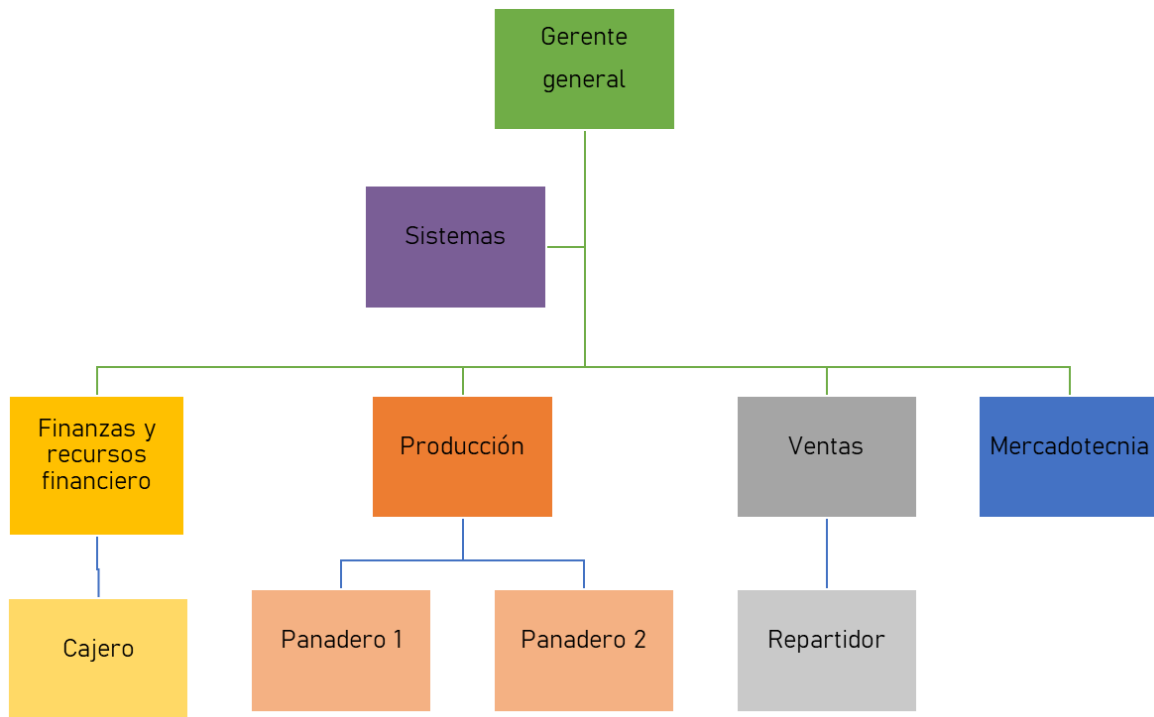 Gerente
general
Sistemas
Finanzas y
recursos
financiero
Producción
Ventas
Mercadotecnia
Cajero
Panadero 1
Panadero 2
Repartidor